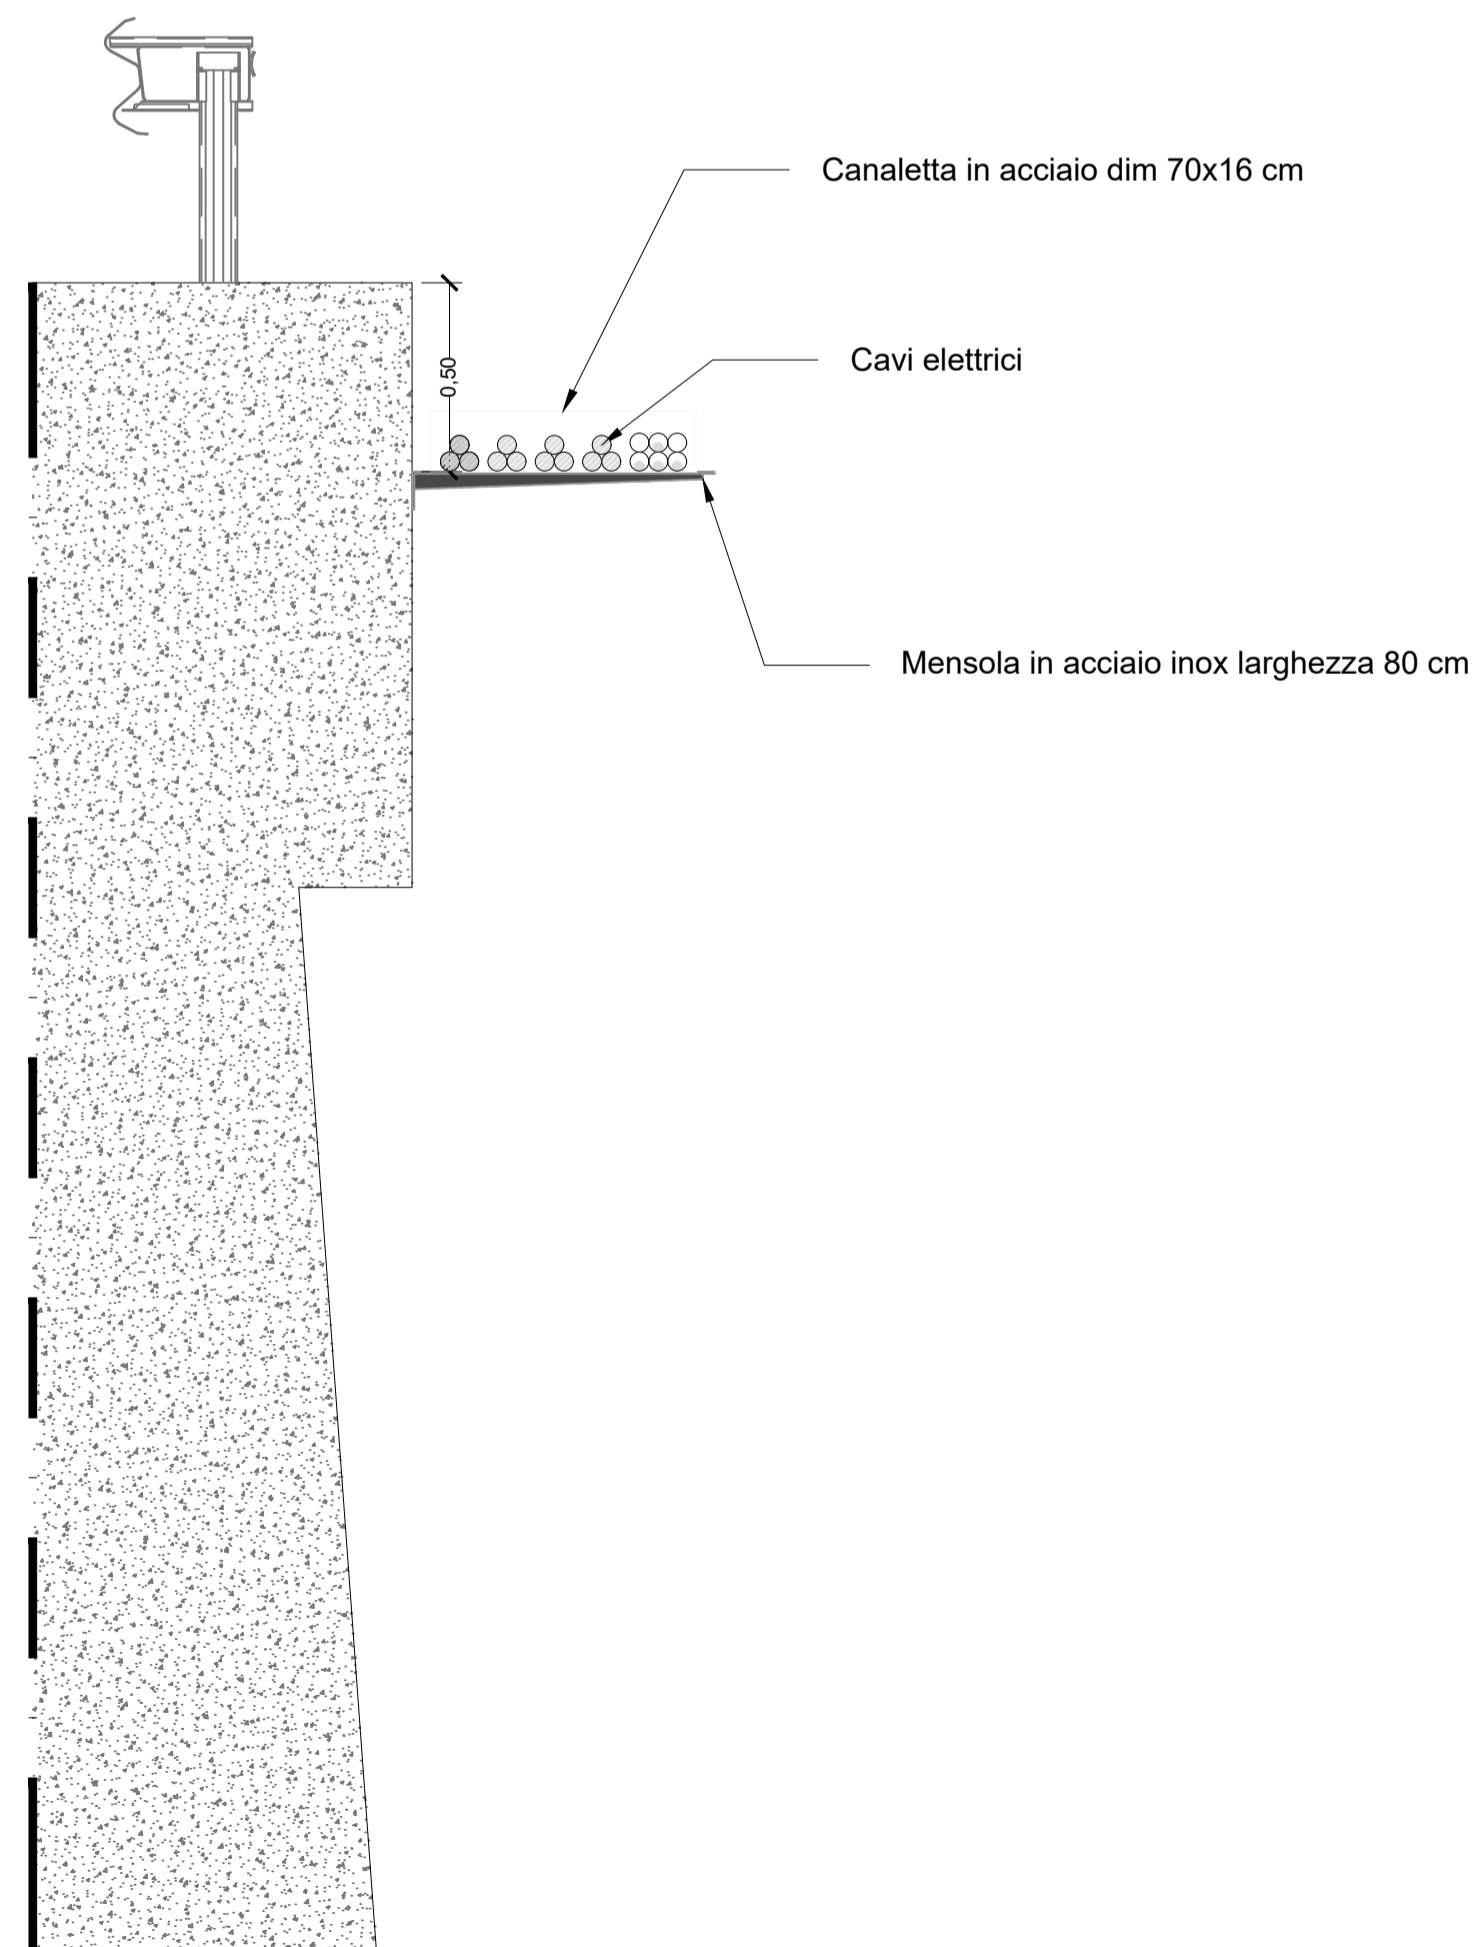 Canaletta in acciaio dim 70x16 cm
Cavi elettrici
0,50
Mensola in acciaio inox larghezza 80 cm